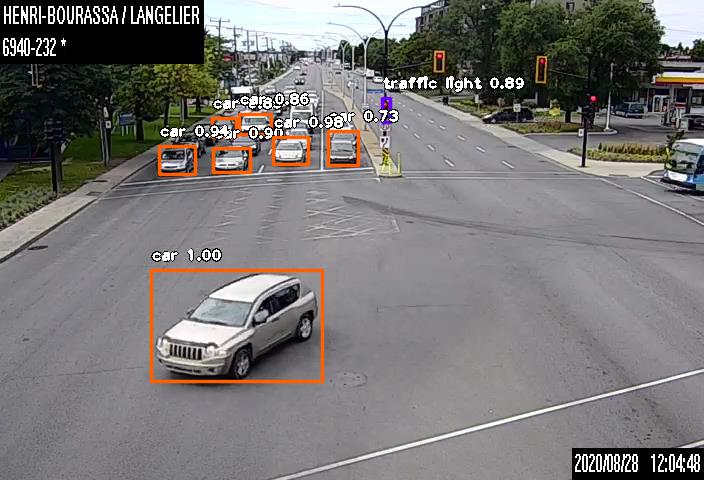 HENRI-BOURASSA / LANGELIER
6940-232 *
traffic light 0.89
car 0.86
car 0.73
car 0.98
car 0.94
car 0.90
car 1.00
2020/08/28 12:04:48